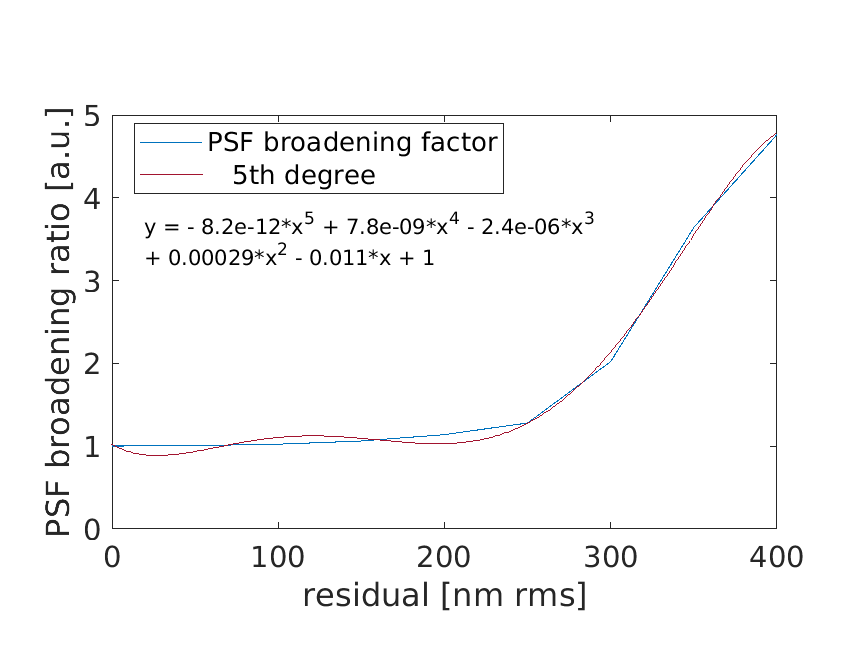 PSF broadening factor
5th degree
y = - 8.2e-12*x^5 + 7.8e-09*x^4 - 2.4e-06*x^3
+ 0.00029*x^2 - 0.011*x + 1
PSF broadening ratio [a.u.]
5
4
3
2
1
0
0 100 200 300 400
residual [nm rms]